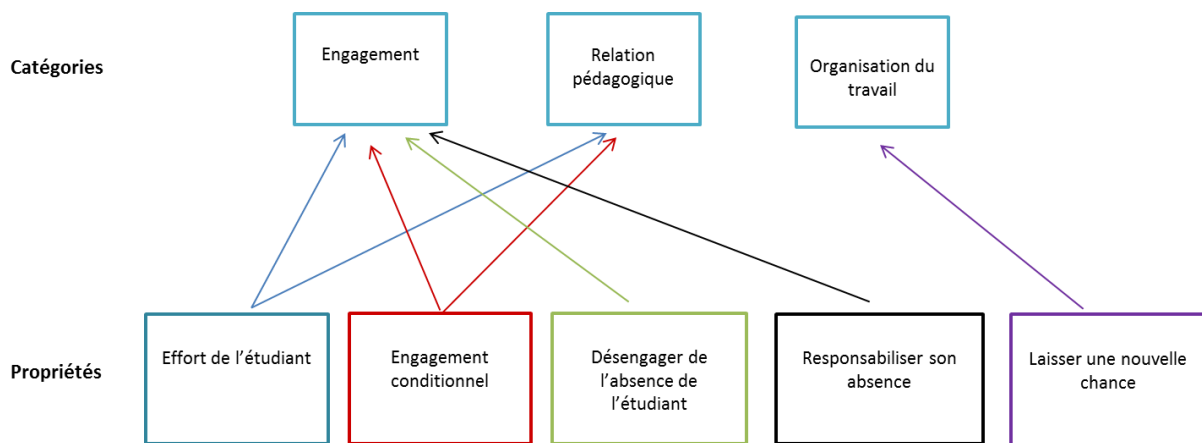 Catégories
Engagement
Relation
pédagogique
Organisation du
travail
Propriétés
Effort de l’étudiant
Engagement
conditionnel
Désengager de
l’absence de
l’étudiant
Responsabiliser son
absence
Laisser une nouvelle
chance